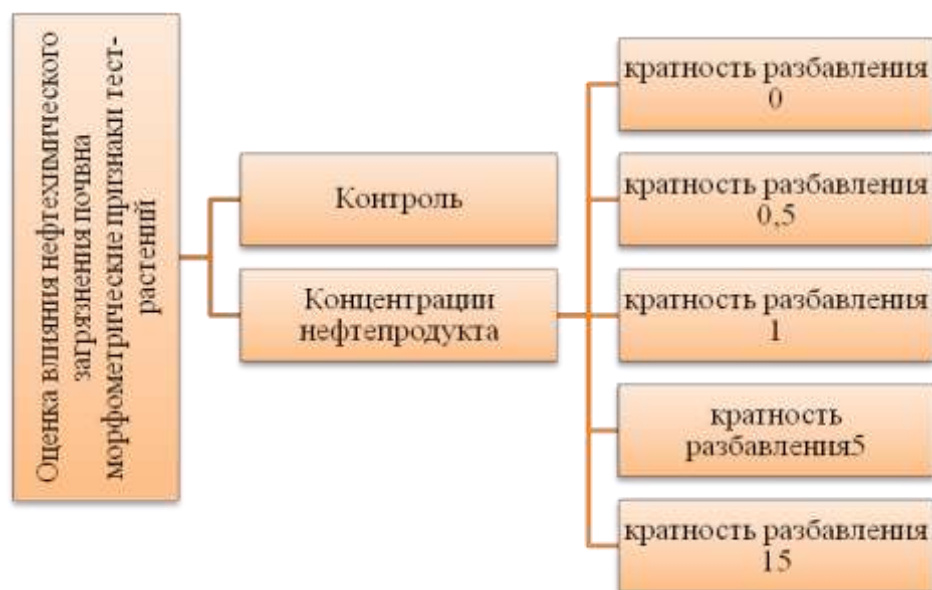 Оценка влияния нефтехимического
загрязнения почвна
морфометрические признаки тест-
растений
Контроль
Концентрации
нефтепродукта
кратность разбавления
0
кратность разбавления
0,5
кратность разбавления
1
кратность
разбавления5
кратность разбавления
15